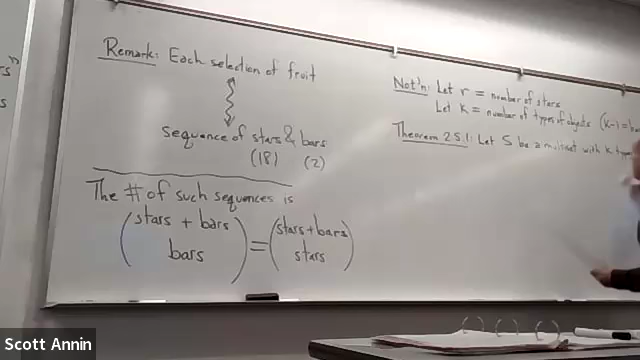 s"
s
Remark: Each selection of fruit
sequence of stars & bars
(18) (2)
The # of such sequences is
(stars + bars
bars) = (stars + bars
stars)
Not'n: Let r = number of stars
Let k = number of types of objects (k-1 =
Theorem 2.5.1: Let S be a multiset with k
Scott Annin